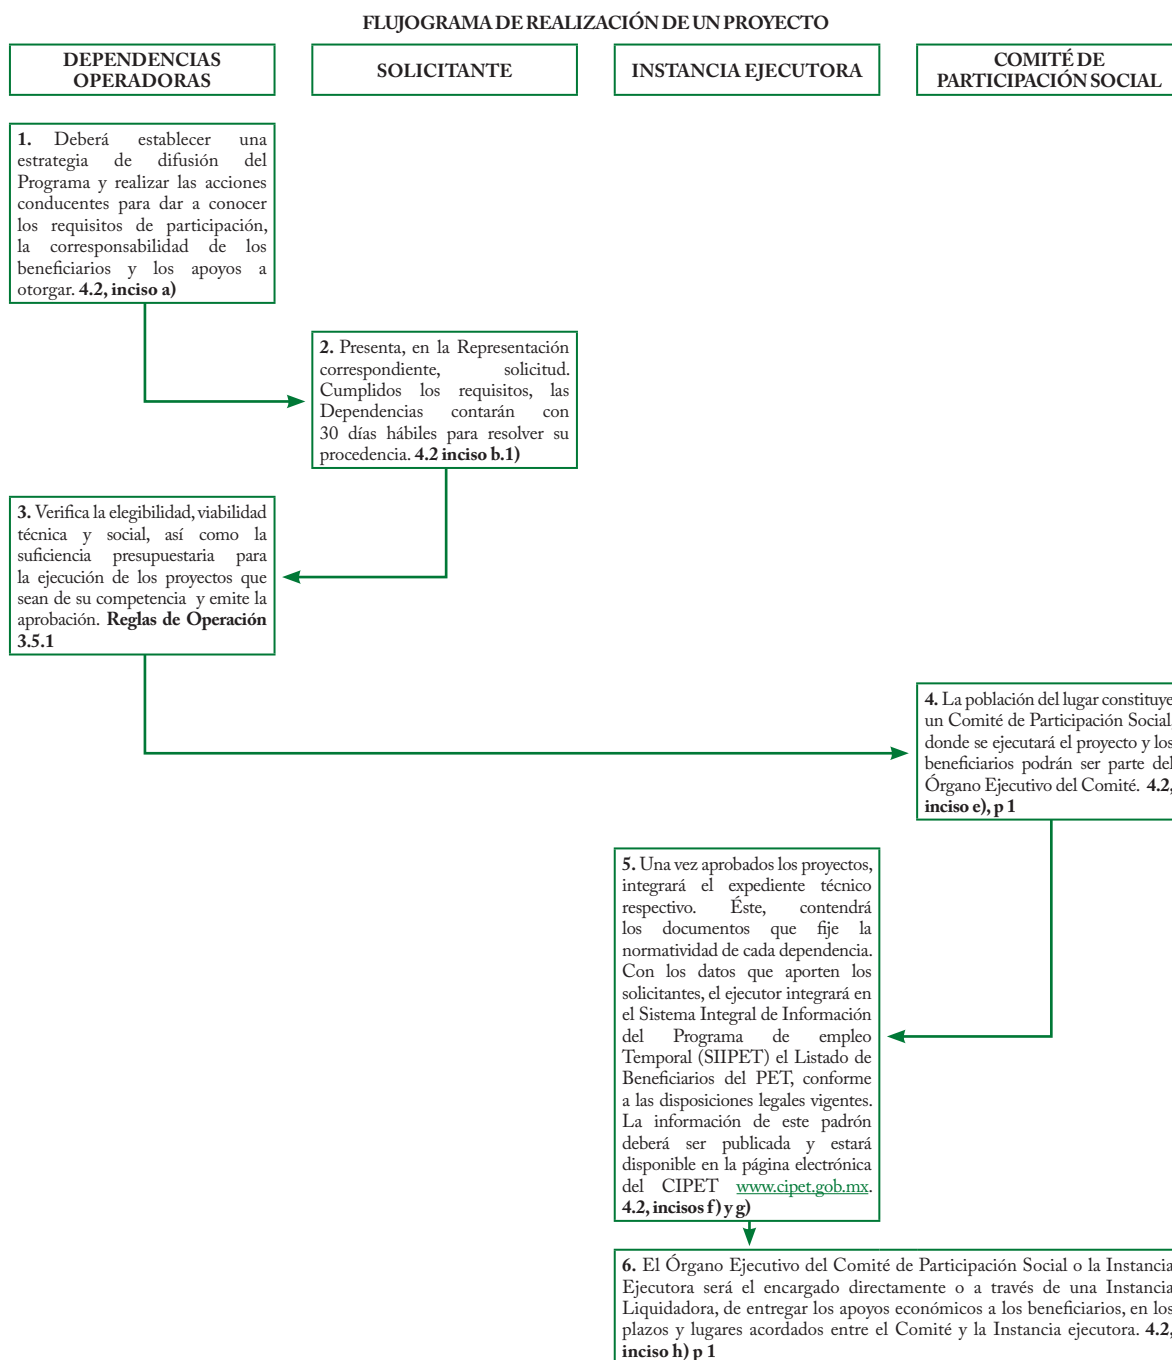 FLUJOGRAMA DE REALIZACIÓN DE UN PROYECTO
DEPENDENCIAS
OPERADORAS
SOLICITANTE
INSTANCIA EJECUTORA
COMITÉ DE
PARTICIPACIÓN SOCIAL
1. Deberá establecer una
estrategia de difusión del
Programa y realizar las acciones
conducentes para dar a conocer
los requisitos de participación,
la corresponsabilidad de los
beneficiarios y los apoyos a
otorgar. 4.2, inciso a)
2. Presenta, en la Representación
correspondiente, solicitud.
Cumplidos los requisitos, las
Dependencias contarán con
30 días hábiles para resolver su
procedencia. 4.2 inciso b.1)
3. Verifica la elegibilidad, viabilidad
técnica y social, así como la
suficiencia presupuestaria para
la ejecución de los proyectos que
sean de su competencia y emite la
aprobación. Reglas de Operación
3.5.1
4. La población del lugar constituye
un Comité de Participación Social,
donde se ejecutará el proyecto y los
beneficiarios podrán ser parte del
Órgano Ejecutivo del Comité. 4.2,
inciso e), p 1
5. Una vez aprobados los proyectos,
integrará el expediente técnico
respectivo. Éste, contendrá
los documentos que fije la
normatividad de cada dependencia.
Con los datos que aporten los
solicitantes, el ejecutor integrará en
el Sistema Integral de Información
del Programa de empleo
Temporal (SIIPET) el Listado de
Beneficiarios del PET, conforme
a las disposiciones legales vigentes.
La información de este padrón
deberá ser publicada y estará
disponible en la página electrónica
del CIPET www.cipet.gob.mx.
4.2, incisos f) y g)
6. El Órgano Ejecutivo del Comité de Participación Social o la Instancia
Ejecutora será el encargado directamente o a través de una Instancia
Liquidadora, de entregar los apoyos económicos a los beneficiarios, en los
plazos y lugares acordados entre el Comité y la Instancia ejecutora. 4.2,
inciso h) p 1